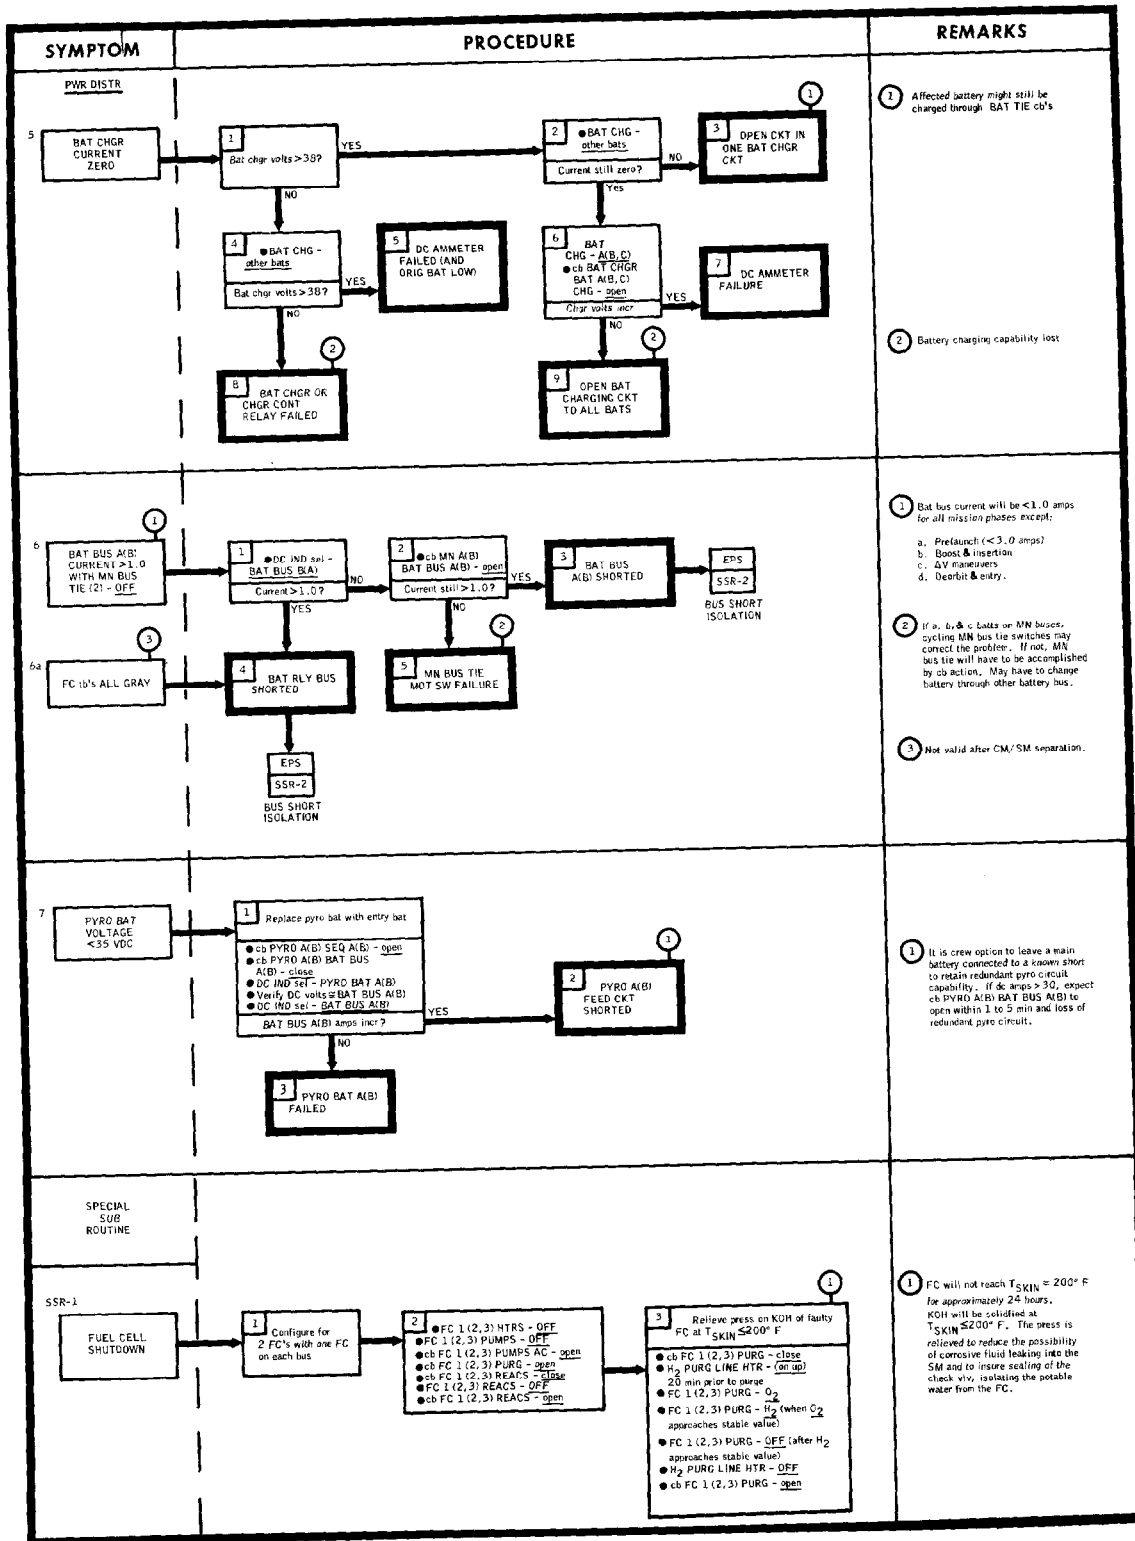 SYMPTOM
PROCEDURE
REMARKS
PWR DISTR
5
BAT CHGR
CURRENT
ZERO
1
Bat chgr volts >38?
YES
NO
2
●BAT CHG –
other bats
Current still zero?
NO
Yes
1
3
OPEN CKT IN
ONE BAT CHGR
CKT
4
●BAT CHG –
other bats
Bat chgr volts >38?
YES
NO
5
DC AMMETER
FAILED (AND
ORIG BAT LOW)
6
BAT
CHG – A(B,C)
●cb BAT CHGR
BAT A(B,C)
CHG – open
Chgr volts incr
YES
NO
7
DC AMMETER
FAILURE
2
8
BAT CHGR OR
CHGR CONT
RELAY FAILED
2
9
OPEN BAT
CHARGING CKT
TO ALL BATS
1
Affected battery might still be
charged through BAT TIE cb's
2
Battery charging capability lost
6
1
BAT BUS A(B)
CURRENT >1.0
WITH MN BUS
TIE (2) – OFF
1
●DC IND sel –
BAT BUS B(A)
Current >1.0?
NO
YES
2
●cb MN A(B)
BAT BUS A(B) – open
Current still >1.0?
YES
NO
3
BAT BUS
A(B) SHORTED
EPS
SSR-2
BUS SHORT
ISOLATION
6a
3
FC tb's ALL GRAY
4
BAT RLY BUS
SHORTED
2
5
MN BUS TIE
MOT SW FAILURE
EPS
SSR-2
BUS SHORT
ISOLATION
1
Bat bus current will be <1.0 amps
for all mission phases except:
a. Prelaunch (<3.0 amps)
b. Boost & insertion
c. ΔV maneuvers
d. Deorbit & entry.
2
If a, b, & c batts on MN buses,
cycling MN bus tie switches may
correct the problem. If not, MN
bus tie will have to be accomplished
by cb action. May have to change
battery through other battery bus.
3
Not valid after CM/SM separation.
7
PYRO BAT
VOLTAGE
<35 VDC
1
Replace pyro bat with entry bat
●cb PYRO A(B) SEQ A(B) – open
●cb PYRO A(B) BAT BUS
A(B) – close
●DC IND sel – PYRO BAT A(B)
●Verify DC volts ≅ BAT BUS A(B)
●DC IND sel – BAT BUS A(B)
BAT BUS A(B) amps incr?
YES
NO
1
2
PYRO A(B)
FEED CKT
SHORTED
3
PYRO BAT A(B)
FAILED
1
It is crew option to leave a main
battery connected to a known short
to retain redundant pyro circuit
capability. If dc amps > 30, expect
cb PYRO A(B) BAT BUS A(B) to
open within 1 to 5 min and loss of
redundant pyro circuit.
SPECIAL
SUB
ROUTINE
SSR-1
FUEL CELL
SHUTDOWN
1
Configure for
2 FC's with one FC
on each bus
2
●FC 1 (2,3) HTRS – OFF
●FC 1 (2,3) PUMPS – OFF
●cb FC 1 (2,3) PUMPS AC – open
●cb FC 1 (2,3) PURG – open
●cb FC 1 (2,3) REACS – close
●FC 1 (2,3) REACS – OFF
●cb FC 1 (2,3) REACS – open
1
3
Relieve press on KOH of faulty
FC at TSKIN ≤200° F
●cb FC 1 (2,3) PURG – close
●H2 PURG LINE HTR – (on up)
20 min prior to purge
●FC 1 (2,3) PURG – O2
●FC 1 (2,3) PURG – H2 (when O2
approaches stable value)
●FC 1 (2,3) PURG – OFF (after H2
approaches stable value)
●H2 PURG LINE HTR – OFF
●cb FC 1 (2,3) PURG – open
1
FC will not reach TSKIN = 200° F
for approximately 24 hours.
KOH will be solidfied at
TSKIN ≤200° F. The press is
relieved to reduce the possibility
of corrosive fluid leaking into the
SM and to insure sealing of the
check vlv, isolating the potable
water from the FC.